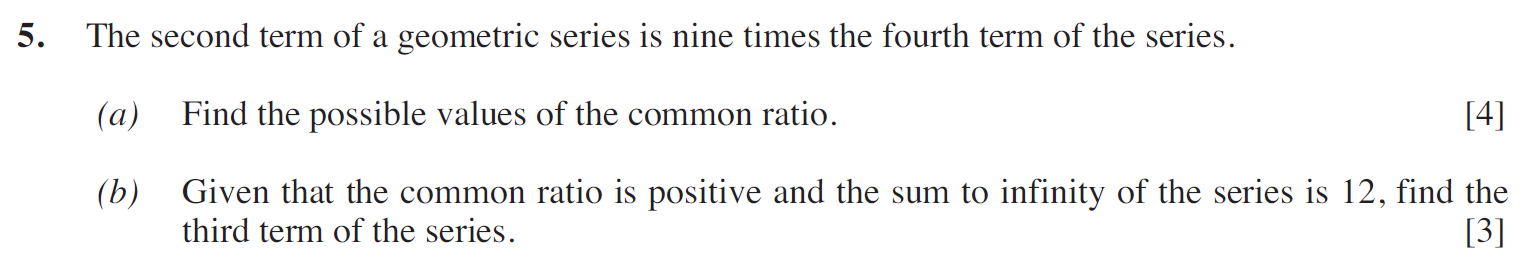 5. The second term of a geometric series is nine times the fourth term of the series.
(a) Find the possible values of the common ratio. [4]
(b) Given that the common ratio is positive and the sum to infinity of the series is 12, find the
third term of the series. [3]